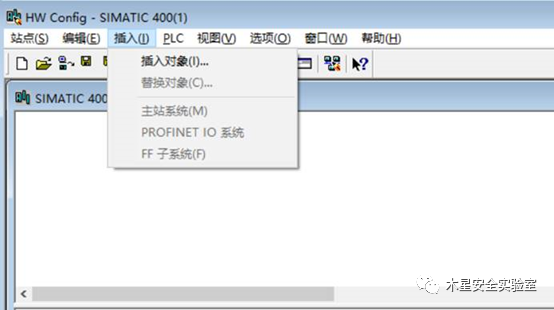 HW Config - SIMATIC 400(1)
站点(S) 编辑(E) 插入(I) PLC 视图(V) 选项(O) 窗口(W) 帮助(H)
插入对象(I)...
替换对象(C)...
SIMATIC 400
主站系统(M)
PROFINET IO 系统
FF 子系统(F)
木星安全实验室